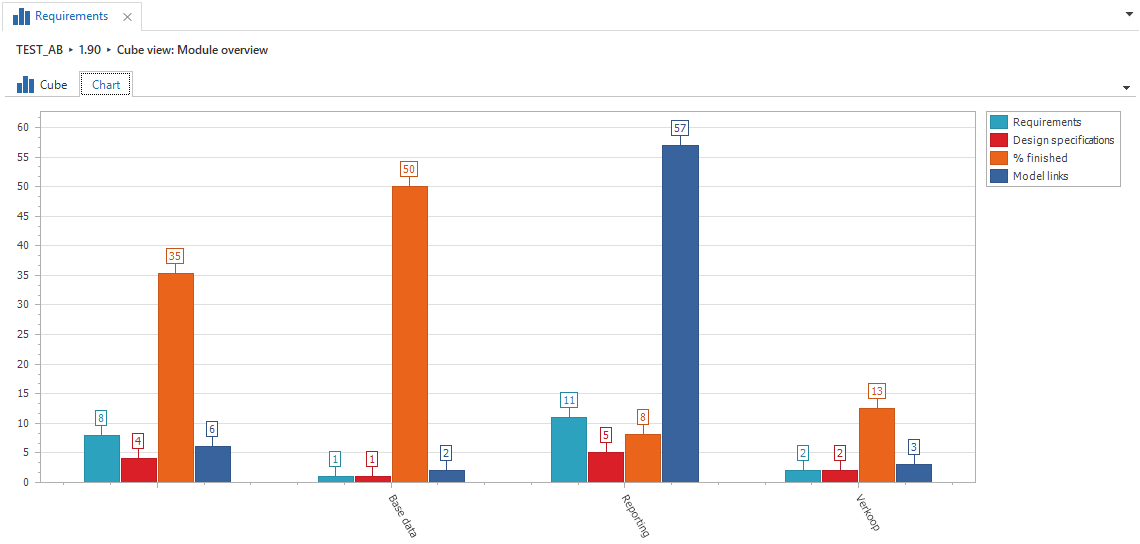 Requirements
TEST_AB ▸ 1.90 ▸ Cube view: Module overview
Cube
Chart
60
55
50
45
40
35
30
25
20
15
10
5
0
8
4
35
6
1
1
50
2
11
5
8
57
2
2
13
3
Base data
Reporting
Verkoop
Requirements
Design specifications
% finished
Model links